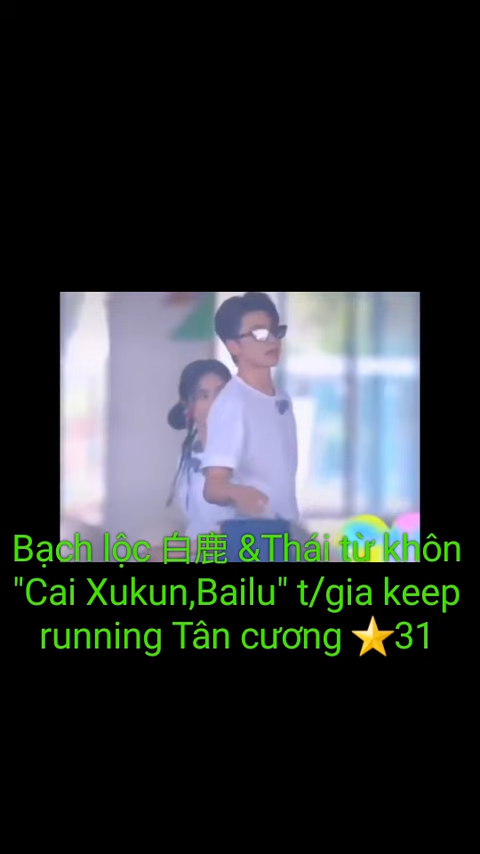 Bạch lộc 白鹿 &Thái từ khôn
"Cai Xukun,Bailu" t/gia keep
running Tân cương ⭐31